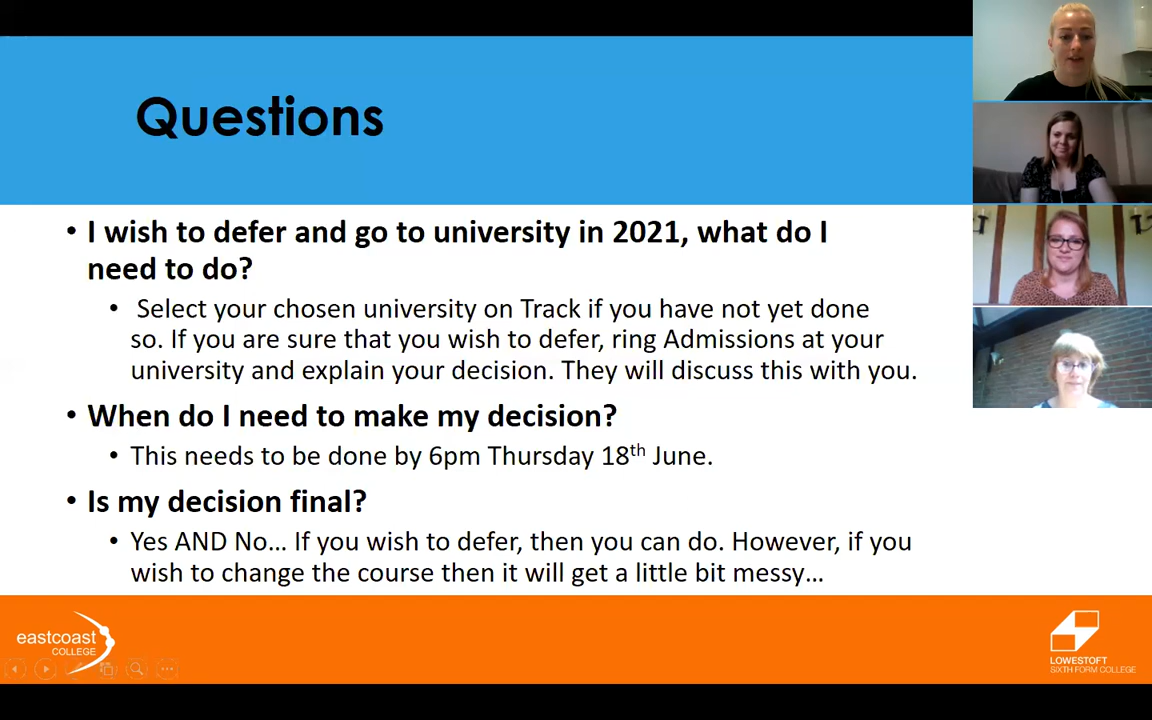 Questions
• I wish to defer and go to university in 2021, what do I
need to do?
• Select your chosen university on Track if you have not yet done
so. If you are sure that you wish to defer, ring Admissions at your
university and explain your decision. They will discuss this with you.
• When do I need to make my decision?
• This needs to be done by 6pm Thursday 18th June.
• Is my decision final?
• Yes AND No... If you wish to defer, then you can do. However, if you
wish to change the course then it will get a little bit messy...
eastcoast
COLLEGE
LOWESTOFT
SIXTH FORM COLLEGE